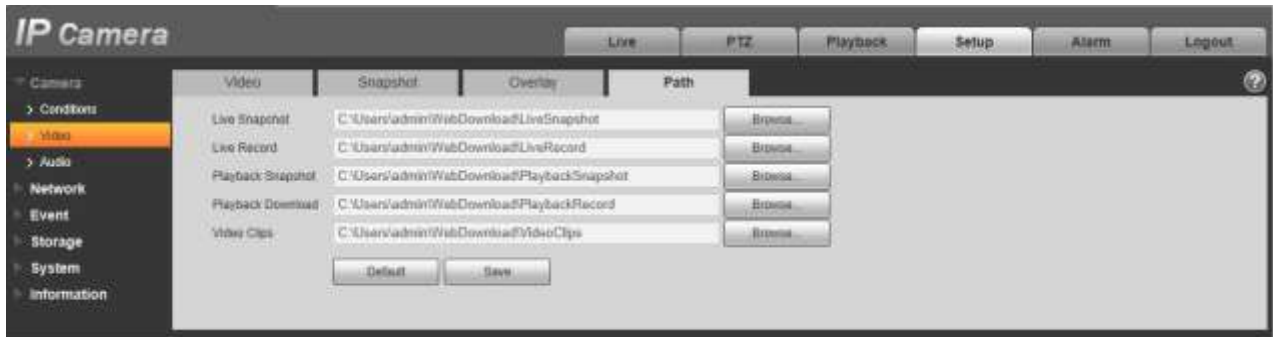 IP Camera
Live PTZ Playback Setup Alarm Logout
Camera Video Snapshot Overlay Path ?
Conditions Live Snapshot C:\Users\admin\WebDownload\LiveSnapshot Browse...
Video Live Record C:\Users\admin\WebDownload\LiveRecord Browse...
Audio Playback Snapshot C:\Users\admin\WebDownload\PlaybackSnapshot Browse...
Network Playback Download C:\Users\admin\WebDownload\PlaybackRecord Browse...
Event Video Clips C:\Users\admin\WebDownload\VideoClips Browse...
Storage
System Default Save
Information